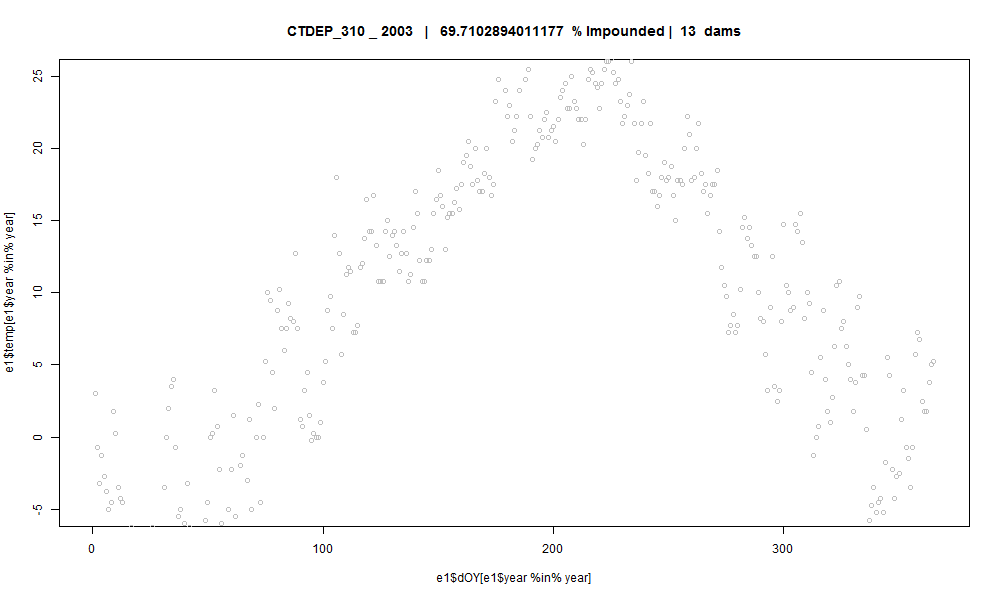 CTDEP_310 _ 2003 | 69.7102894011177 % Impounded | 13 dams
e1$temp[e1$year %in% year]
25
20
15
10
5
0
-5
0 100 200 300
e1$dOY[e1$year %in% year]